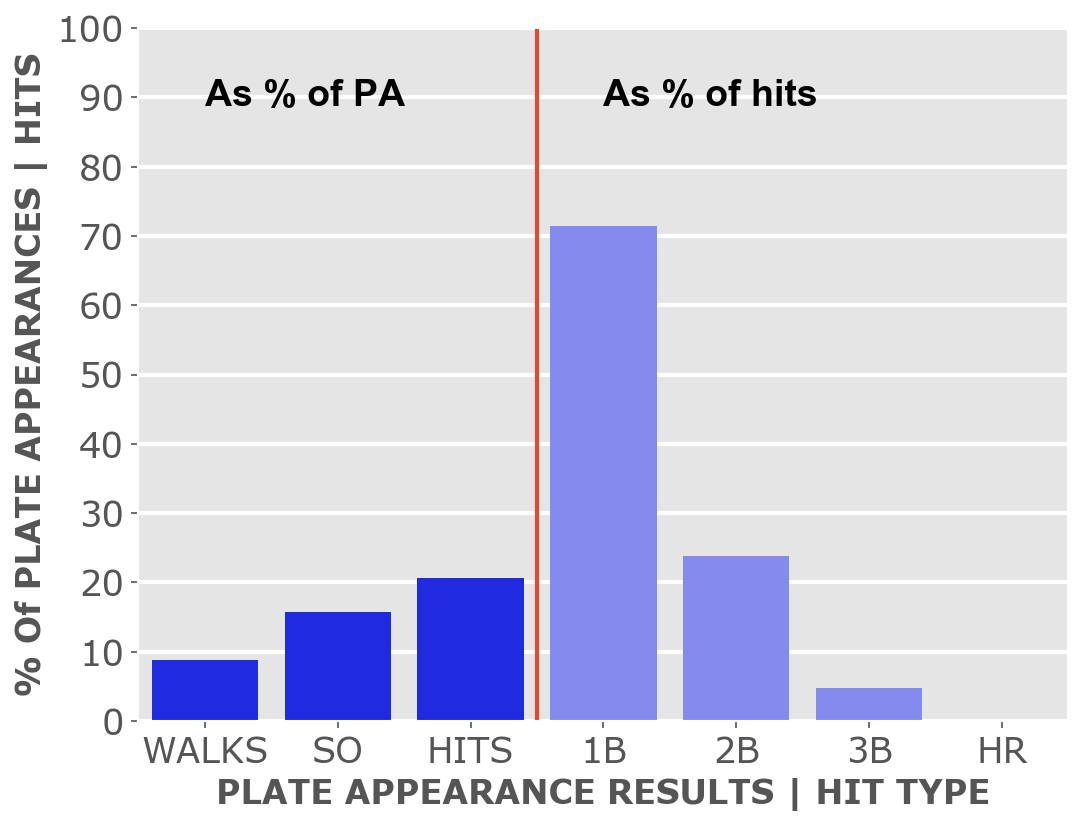 % Of PLATE APPEARANCES | HITS
100
90
80
70
60
50
40
30
20
10
0
As % of PA
As % of hits
WALKS SO HITS 1B 2B 3B HR
PLATE APPEARANCE RESULTS | HIT TYPE